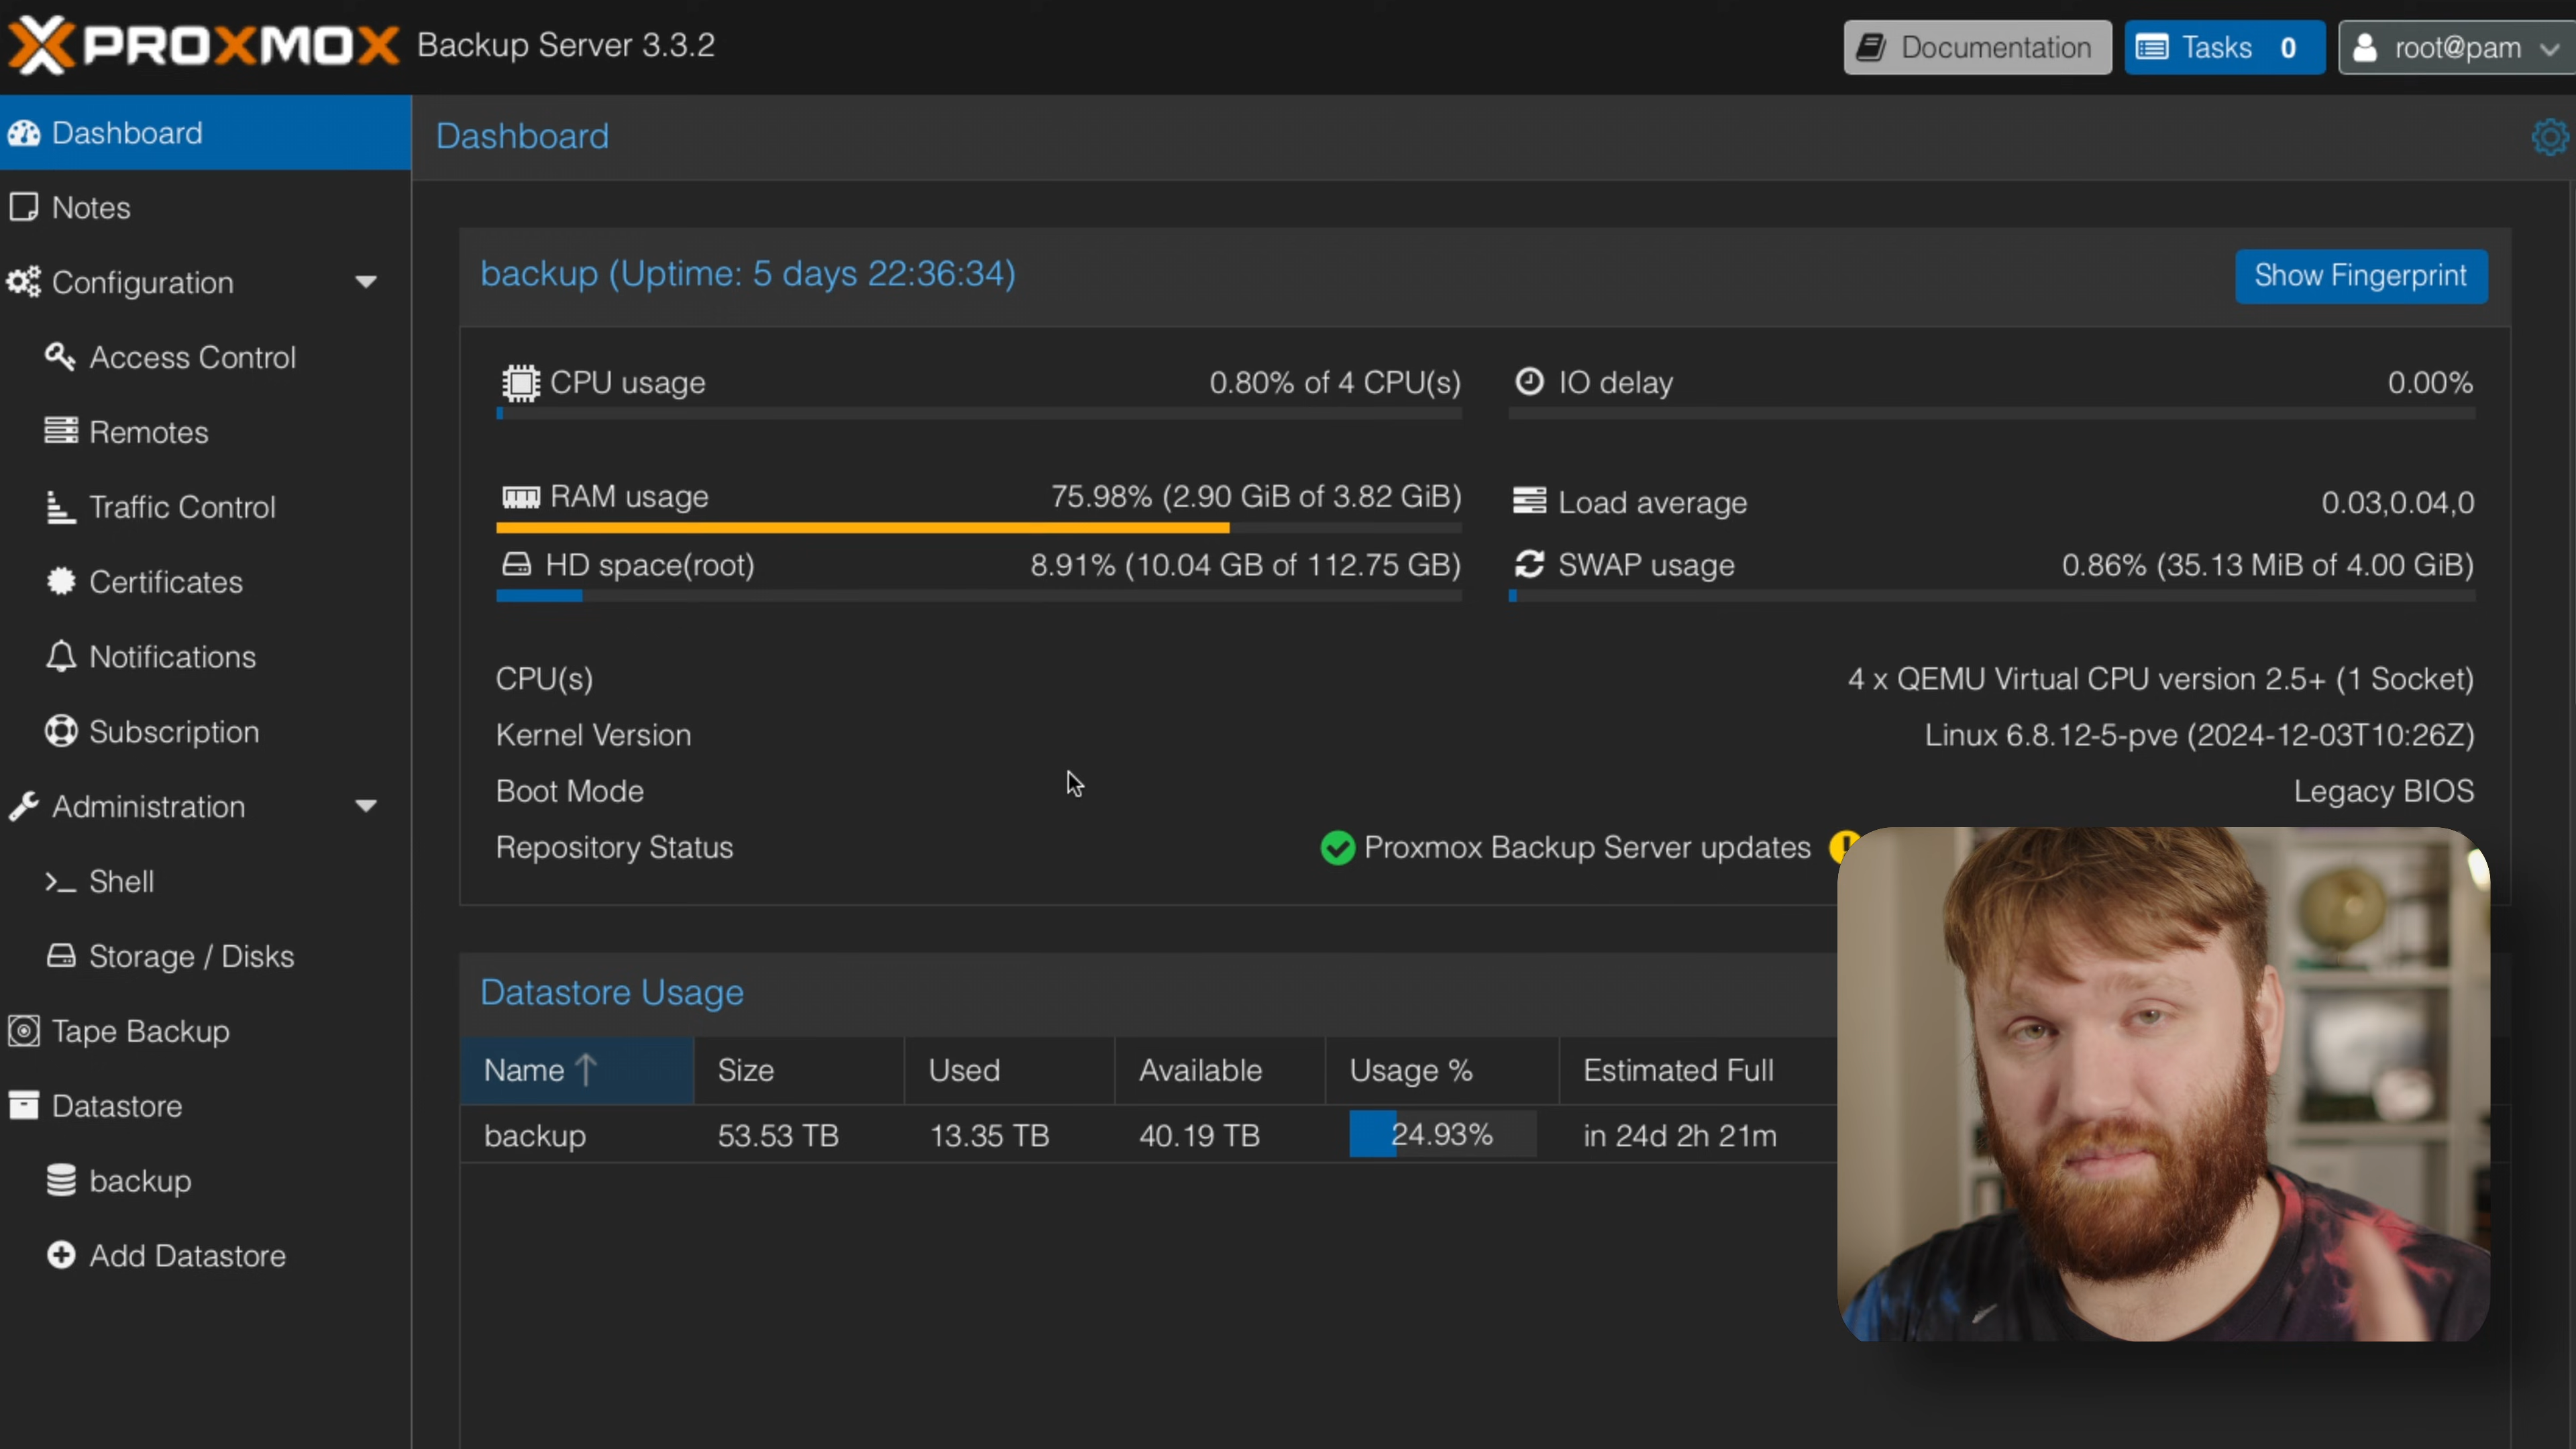 PROXMOX Backup Server 3.3.2
Documentation
Tasks 0
root@pam
Dashboard
Notes
Configuration
Access Control
Remotes
Traffic Control
Certificates
Notifications
Subscription
Administration
Shell
Storage / Disks
Tape Backup
Datastore
backup
Add Datastore
Dashboard
backup (Uptime: 5 days 22:36:34)
Show Fingerprint
CPU usage 0.80% of 4 CPU(s)
IO delay 0.00%
RAM usage 75.98% (2.90 GiB of 3.82 GiB)
Load average 0.03,0.04,0
HD space(root) 8.91% (10.04 GB of 112.75 GB)
SWAP usage 0.86% (35.13 MiB of 4.00 GiB)
CPU(s) 4 x QEMU Virtual CPU version 2.5+ (1 Socket)
Kernel Version Linux 6.8.12-5-pve (2024-12-03T10:26Z)
Boot Mode Legacy BIOS
Repository Status Proxmox Backup Server updates
Datastore Usage
Name Size Used Available Usage % Estimated Full
backup 53.53 TB 13.35 TB 40.19 TB 24.93% in 24d 2h 21m